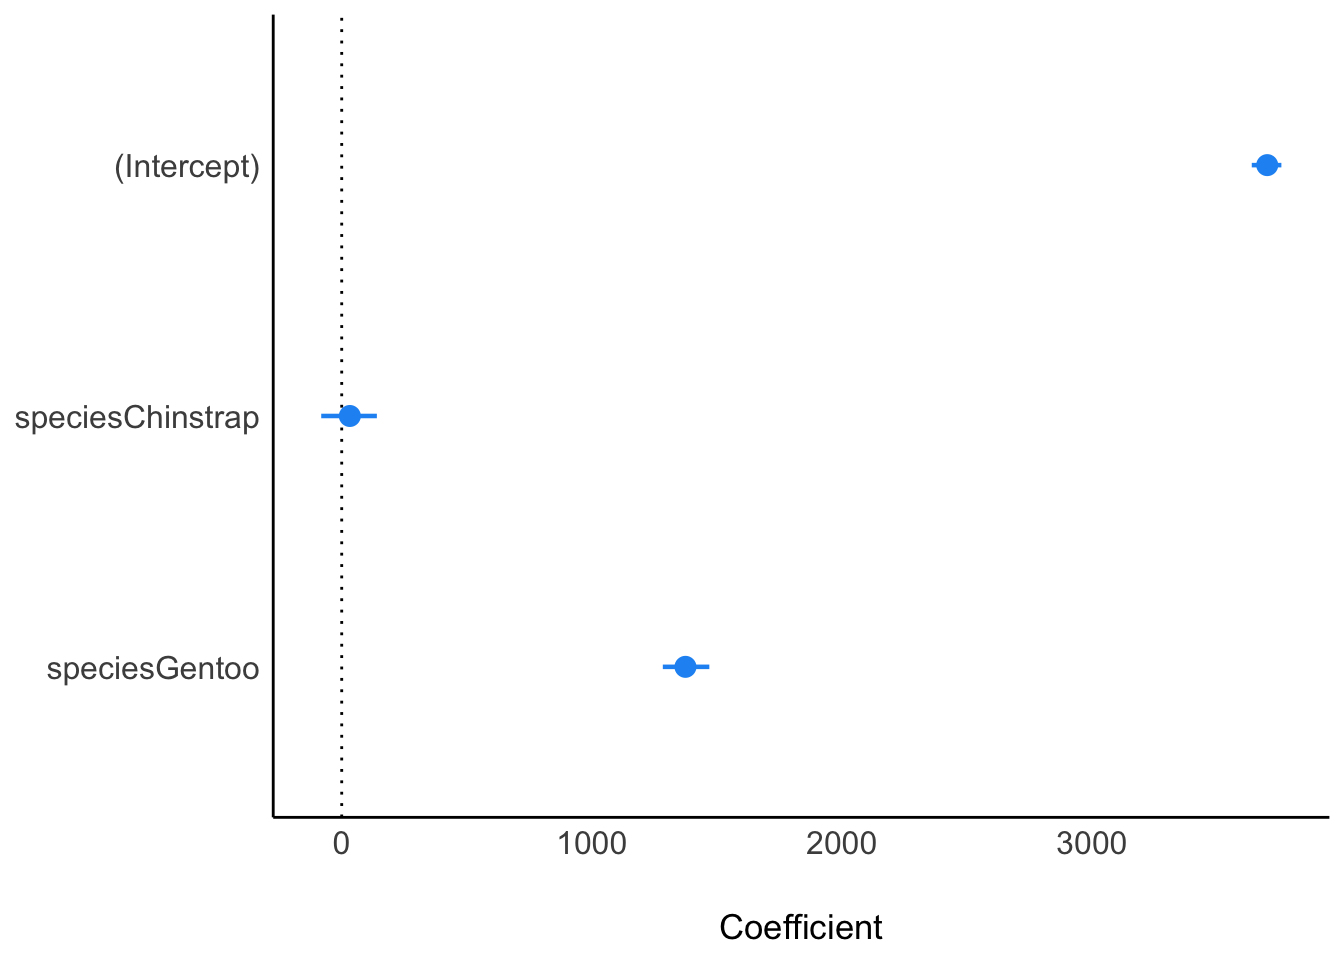 (Intercept)
speciesChinstrap
speciesGentoo
0 1000 2000 3000
Coefficient